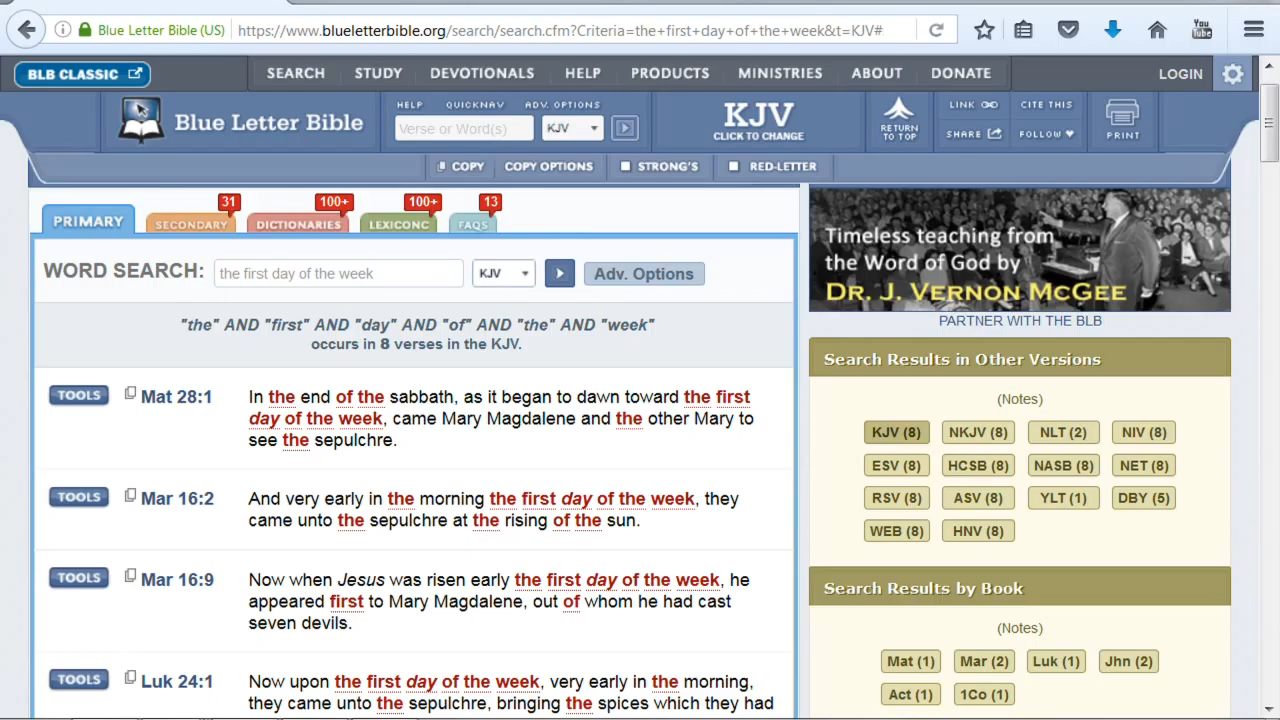 Blue Letter Bible (US)
https://www.blueletterbible.org/search/search.cfm?Criteria=the+first+day+of+the+week&t=KJV#
You
Tube
BLB CLASSIC
SEARCH STUDY DEVOTIONALS HELP PRODUCTS MINISTRIES ABOUT DONATE
LOGIN
Blue Letter Bible
HELP QUICKNAV ADV. OPTIONS
Verse or Word(s) KJV
KJV
CLICK TO CHANGE
RETURN
TO TOP
LINK CITE THIS
SHARE FOLLOW
PRINT
COPY COPY OPTIONS STRONG'S RED-LETTER
31 100+ 100+ 13
PRIMARY SECONDARY DICTIONARIES LEXICONC FAQS
WORD SEARCH: the first day of the week KJV Adv. Options
"the" AND "first" AND "day" AND "of" AND "the" AND "week"
occurs in 8 verses in the KJV.
TOOLS Mat 28:1 In the end of the sabbath, as it began to dawn toward the first
day of the week, came Mary Magdalene and the other Mary to
see the sepulchre.
TOOLS Mar 16:2 And very early in the morning the first day of the week, they
came unto the sepulchre at the rising of the sun.
TOOLS Mar 16:9 Now when Jesus was risen early the first day of the week, he
appeared first to Mary Magdalene, out of whom he had cast
seven devils.
TOOLS Luk 24:1 Now upon the first day of the week, very early in the morning,
they came unto the sepulchre, bringing the spices which they had
Timeless teaching from
the Word of God by
DR. J. VERNON MCGEE
PARTNER WITH THE BLB
Search Results in Other Versions
(Notes)
KJV (8) NKJV (8) NLT (2) NIV (8)
ESV (8) HCSB (8) NASB (8) NET (8)
RSV (8) ASV (8) YLT (1) DBY (5)
WEB (8) HNV (8)
Search Results by Book
(Notes)
Mat (1) Mar (2) Luk (1) Jhn (2)
Act (1) 1Co (1)